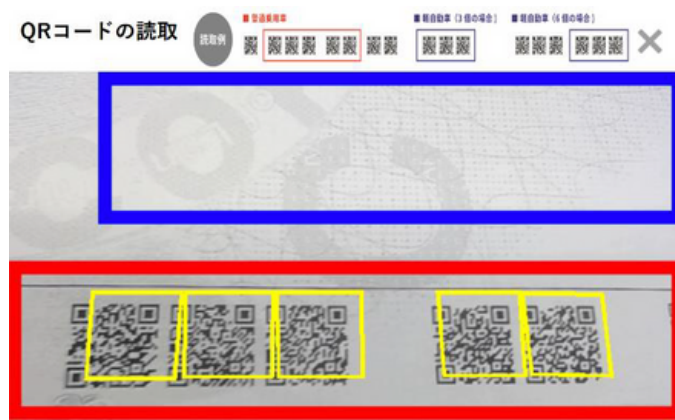 QRコードの読取
読取例
■ 普通乗用車
■ 軽自動車 (3 個の場合)
■ 軽自動車 (6 個の場合)